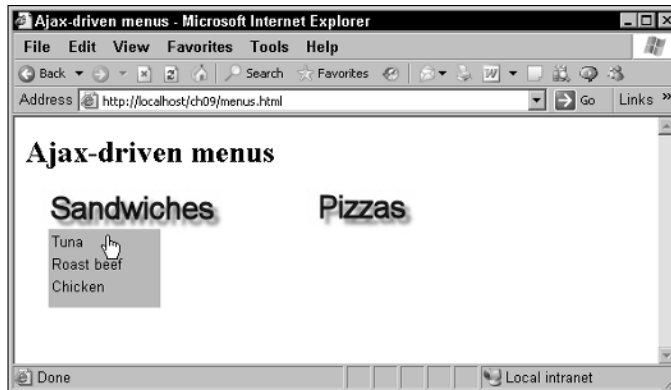 Ajax-driven menus - Microsoft Internet Explorer
File Edit View Favorites Tools Help
Back Search Favorites
Address http://localhost/ch09/menus.html Go Links »
Ajax-driven menus
Sandwiches Pizzas
Tuna
Roast beef
Chicken
Done Local intranet